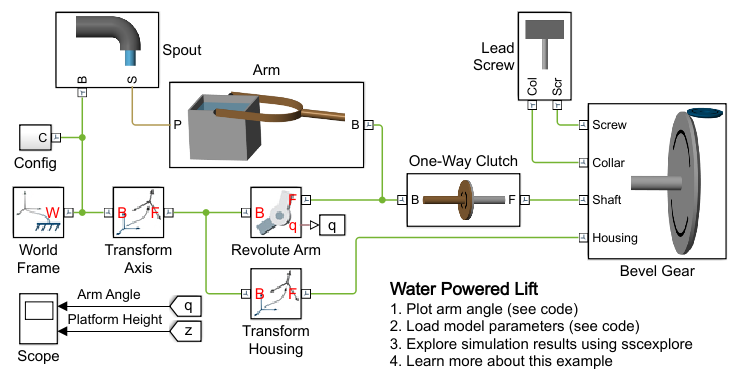 Spout
B
S
Arm
P
B
Lead
Screw
Col
Scr
Screw
Collar
Shaft
Housing
Bevel Gear
C
Config
One-Way Clutch
B
F
W
World
Frame
B
F
Transform
Axis
B
F
q
Revolute Arm
q
B
F
Transform
Housing
Arm Angle
q
Platform Height
z
Scope
Water Powered Lift
1. Plot arm angle (see code)
2. Load model parameters (see code)
3. Explore simulation results using sscexplore
4. Learn more about this example